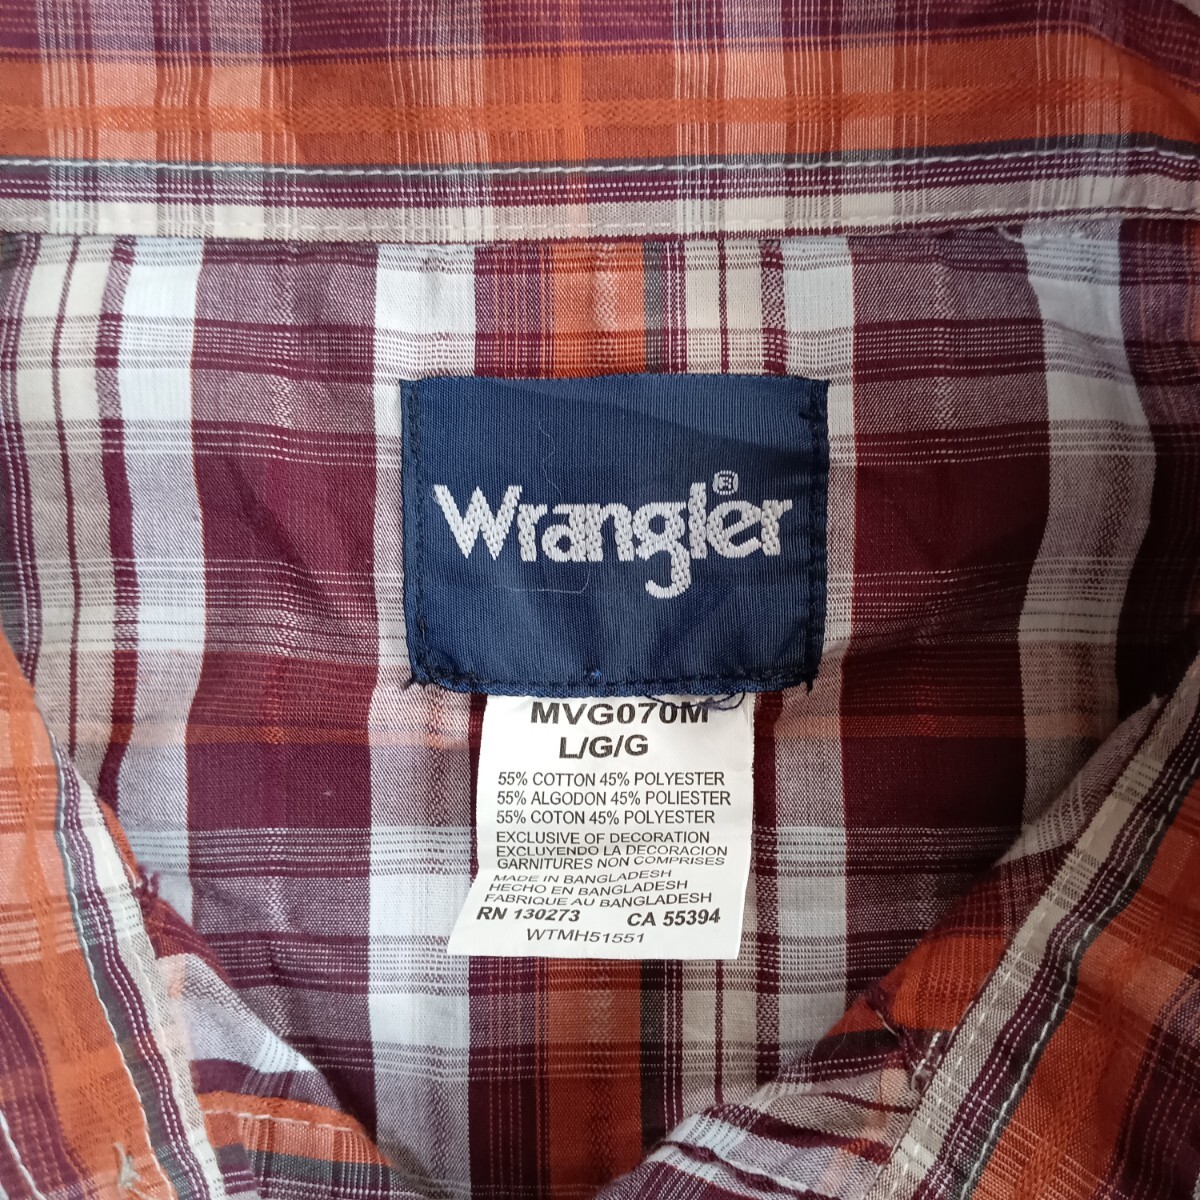 Wrangler®
MVG070M
L/G/G
55% COTTON 45% POLYESTER
55% ALGODON 45% POLIESTER
55% COTON 45% POLYESTER
EXCLUSIVE OF DECORATION
EXCLUYENDO LA DECORACION
GARNITURES NON COMPRISES
MADE IN BANGLADESH
HECHO EN BANGLADESH
FABRIQUE AU BANGLADESH
RN 130273 CA 55394
WTMH51551